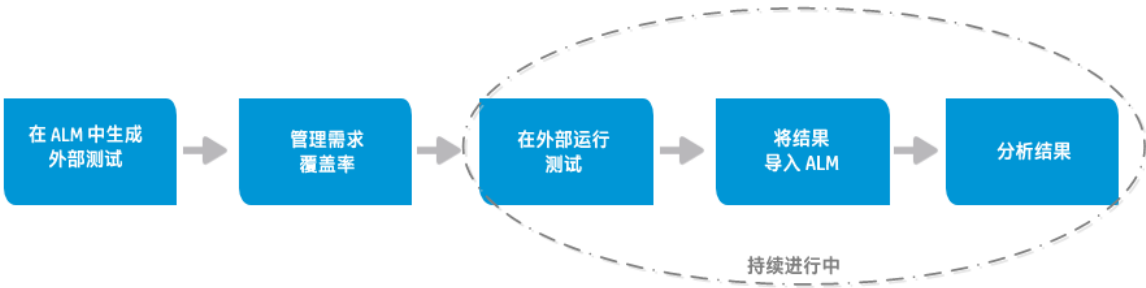 在 ALM 中生成
外部测试
管理需求
覆盖率
在外部运行
测试
将结果
导入 ALM
分析结果
持续进行中